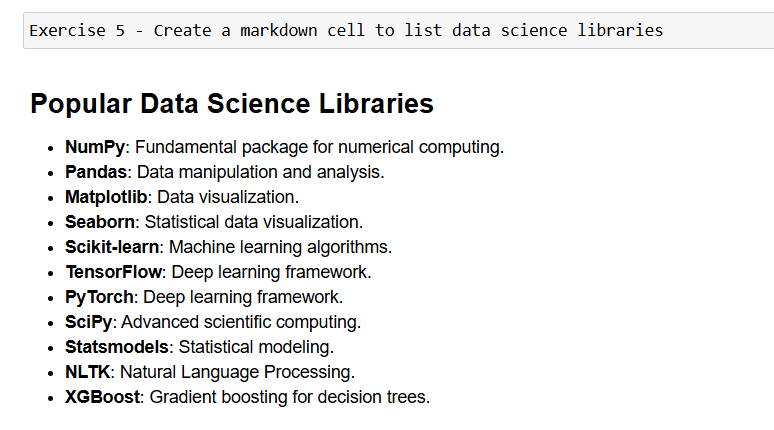 Exercise 5 - Create a markdown cell to list data science libraries
Popular Data Science Libraries
• NumPy: Fundamental package for numerical computing.
• Pandas: Data manipulation and analysis.
• Matplotlib: Data visualization.
• Seaborn: Statistical data visualization.
• Scikit-learn: Machine learning algorithms.
• TensorFlow: Deep learning framework.
• PyTorch: Deep learning framework.
• SciPy: Advanced scientific computing.
• Statsmodels: Statistical modeling.
• NLTK: Natural Language Processing.
• XGBoost: Gradient boosting for decision trees.